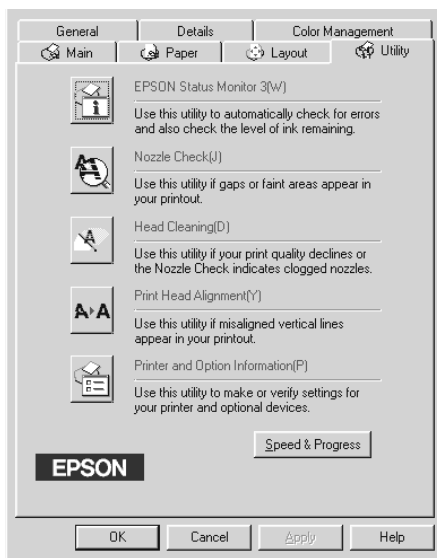 General Details Color Management
Main Paper Layout Utility
EPSON Status Monitor 3(W)
Use this utility to automatically check for errors
and also check the level of ink remaining.
Nozzle Check(J)
Use this utility if gaps or faint areas appear in
your printout.
Head Cleaning(D)
Use this utility if your print quality declines or
the Nozzle Check indicates clogged nozzles.
Print Head Alignment(Y)
Use this utility if misaligned vertical lines
appear in your printout.
Printer and Option Information(P)
Use this utility to make or verify settings for
your printer and optional devices.
Speed & Progress
EPSON
OK Cancel Apply Help